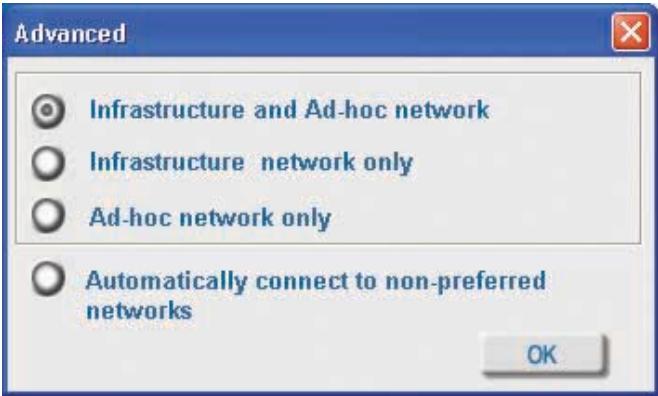 Advanced
Infrastructure and Ad-hoc network
Infrastructure network only
Ad-hoc network only
Automatically connect to non-preferred
networks
OK